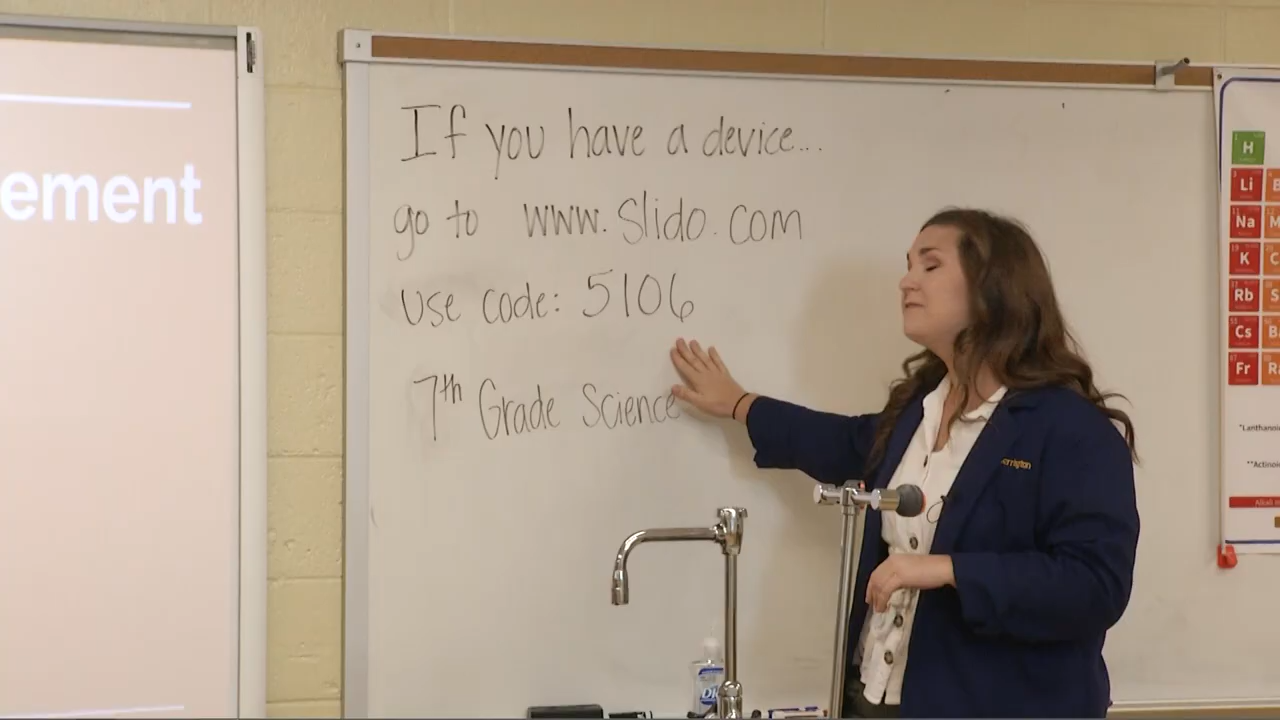 ement
If you have a device...
go to www.slido.com
use code: 5106
7th Grade Science
H
Li
Na
K
Rb
Cs
Fr